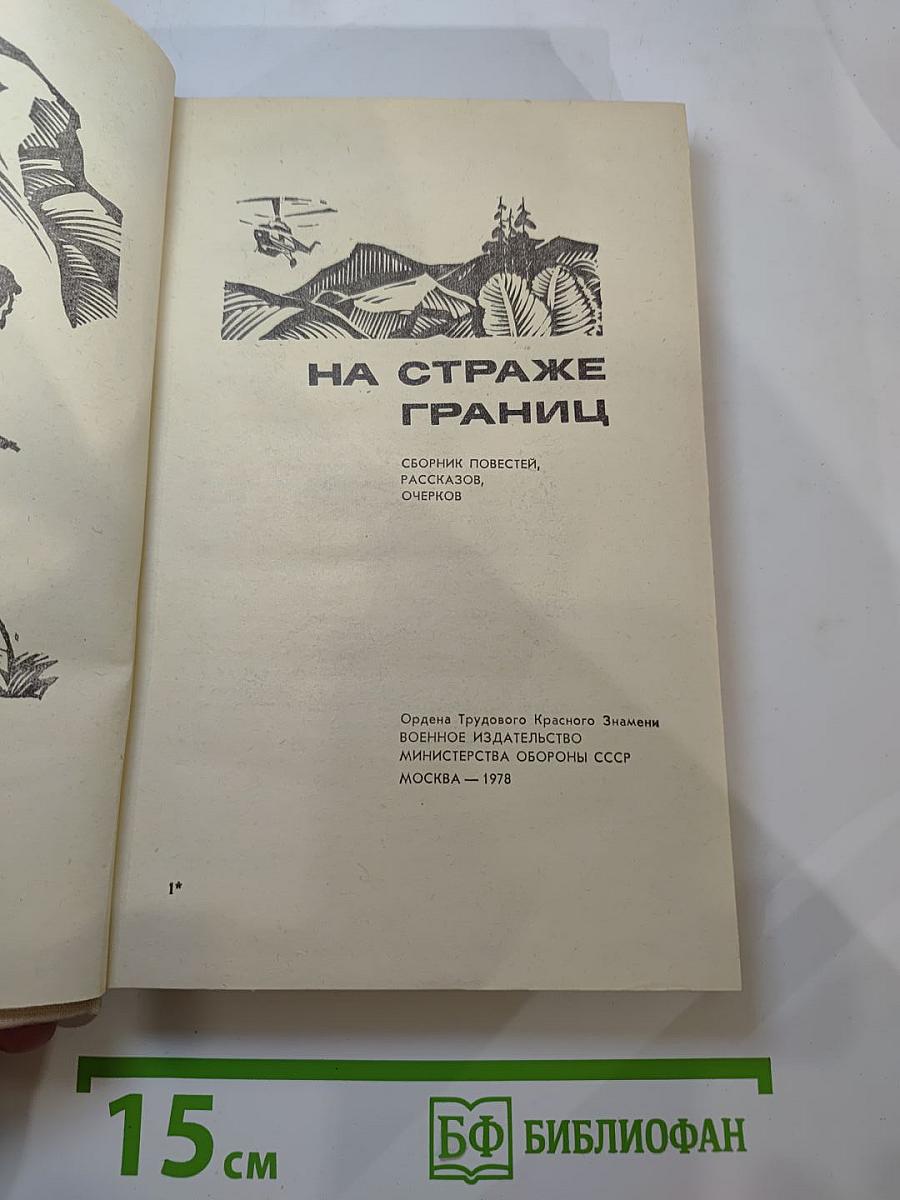 НА СТРАЖЕ
ГРАНИЦ
СБОРНИК ПОВЕСТЕЙ,
РАССКАЗОВ,
ОЧЕРКОВ
Ордена Трудового Красного Знамени
ВОЕННОЕ ИЗДАТЕЛЬСТВО
МИНИСТЕРСТВА ОБОРОНЫ СССР
МОСКВА — 1978
1*
15 см
БФ БИБЛИОФАН